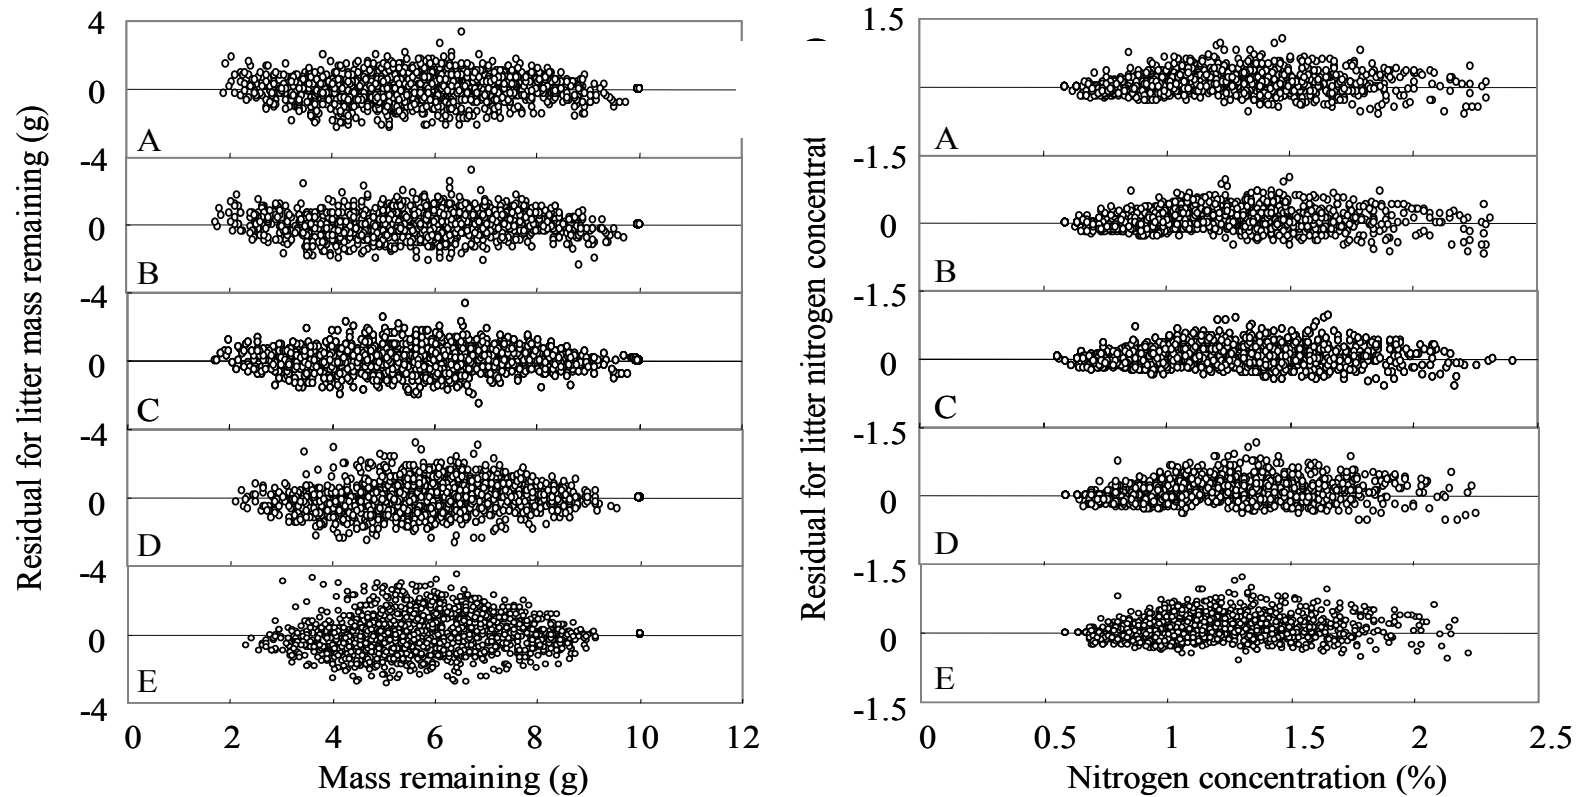 Residual for litter mass remaining (g)
4
0
-4
0
-4
0
-4
0
-4
0
-4
A
B
C
D
E
0 2 4 6 8 10 12
Mass remaining (g)
Residual for litter nitrogen concentrat
)
1.5
-1.5
0
-1.5
0
-1.5
0
-1.5
0
-1.5
A
B
C
D
E
0 0.5 1 1.5 2 2.5
Nitrogen concentration (%)